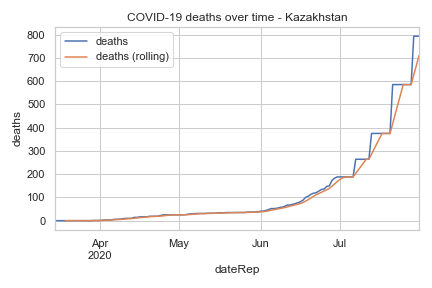 COVID-19 deaths over time - Kazakhstan
deaths
deaths (rolling)
800
700
600
500
400
300
200
100
0
deaths
Apr
May
Jun
Jul
2020
dateRep